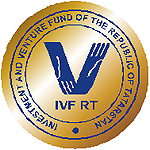 INVESTMENT AND VENTURE FUND OF THE REPUBLIC OF TATARSTAN
IVF RT